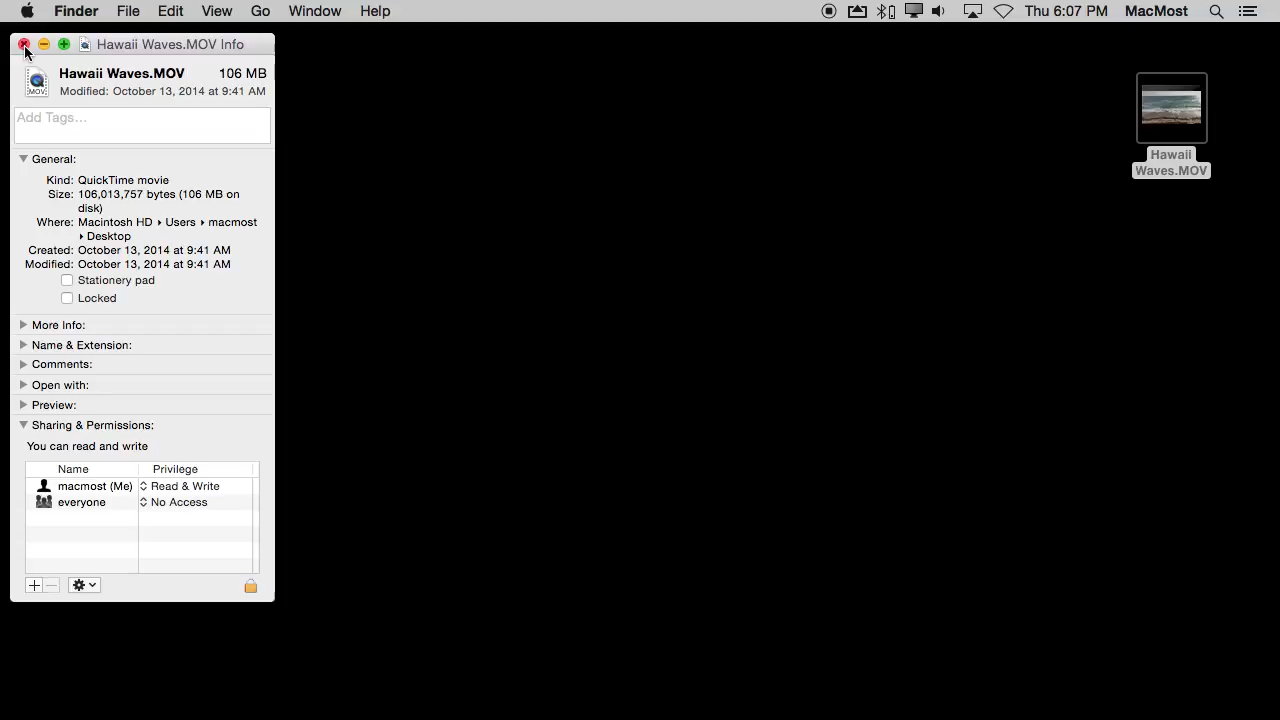 Finder File Edit View Go Window Help Thu 6:07 PM MacMost
Hawaii Waves.MOV Info
Hawaii Waves.MOV 106 MB
Modified: October 13, 2014 at 9:41 AM
Add Tags...
General:
Kind: QuickTime movie
Size: 106,013,757 bytes (106 MB on
disk)
Where: Macintosh HD ▸ Users ▸ macmost
▸ Desktop
Created: October 13, 2014 at 9:41 AM
Modified: October 13, 2014 at 9:41 AM
Stationery pad
Locked
More Info:
Name & Extension:
Comments:
Open with:
Preview:
Sharing & Permissions:
You can read and write
Name Privilege
macmost (Me) Read & Write
everyone No Access
MOV
Hawaii
Waves.MOV